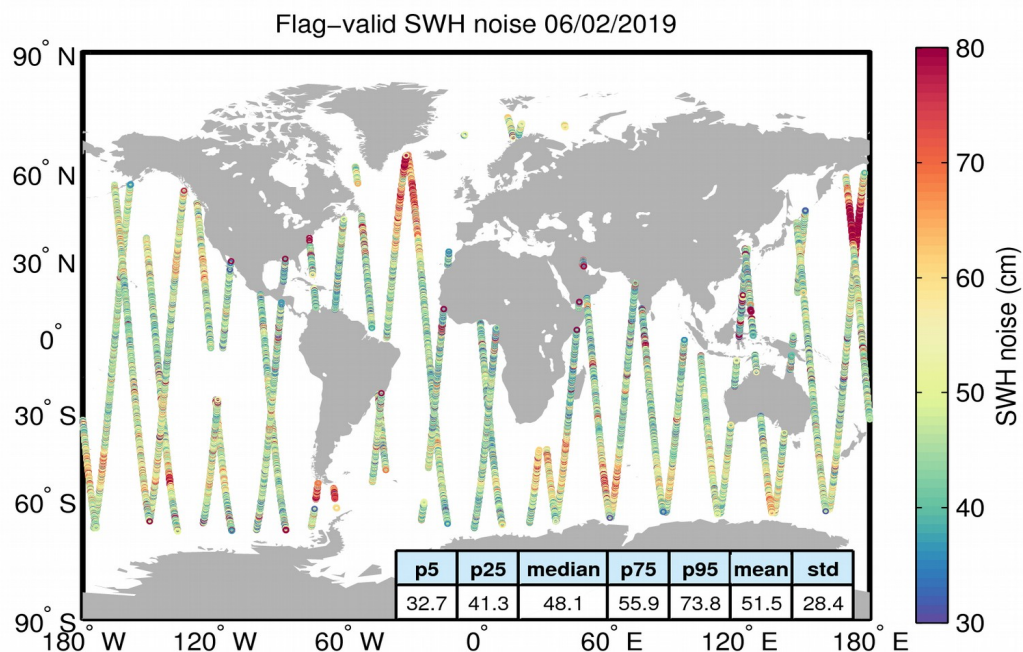 Flag−valid SWH noise 06/02/2019
90° N
60° N
30° N
0°
30° S
60° S
90° S
180° W
120° W
60° W
0°
60° E
120° E
180° E
80
70
60
50
40
30
SWH noise (cm)
p5 p25 median p75 p95 mean std
32.7 41.3 48.1 55.9 73.8 51.5 28.4